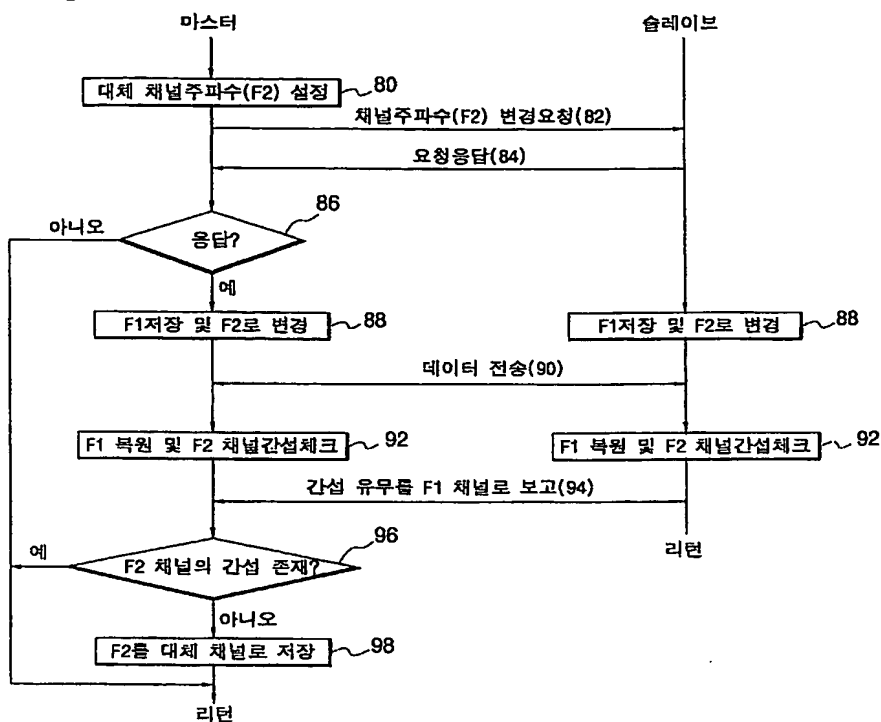 마스터
슬레이브
대체 채널주파수(F2) 설정
80
채널주파수(F2) 변경요청(82)
요청응답(84)
86
아니오
응답?
예
F1저장 및 F2로 변경
88
F1저장 및 F2로 변경
88
데이터 전송(90)
F1 복원 및 F2 채널간섭체크
92
F1 복원 및 F2 채널간섭체크
92
간섭 유무를 F1 채널로 보고(94)
96
예
F2 채널의 간섭 존재?
리턴
아니오
F2를 대체 채널로 저장
98
리턴